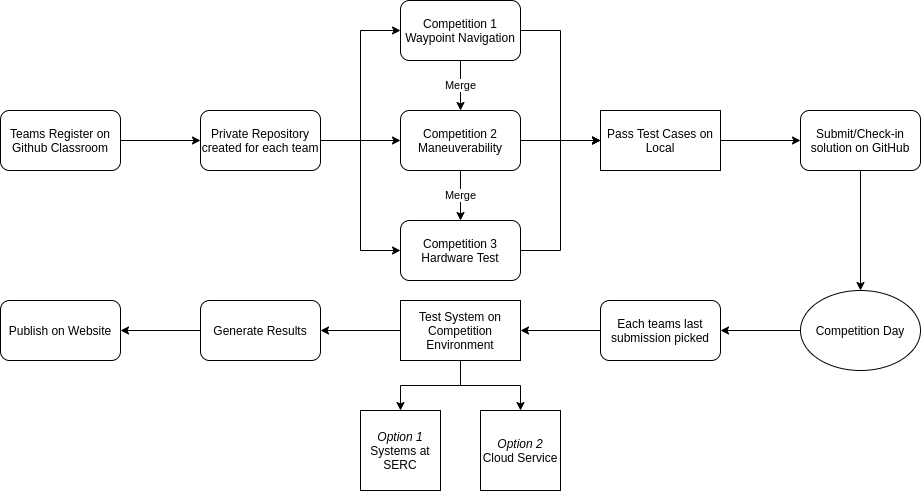 Competition 1
Waypoint Navigation
Merge
Teams Register on
Github Classroom
Private Repository
created for each team
Competition 2
Maneuverability
Pass Test Cases on
Local
Submit/Check-in
solution on GitHub
Merge
Competition 3
Hardware Test
Publish on Website
Generate Results
Test System on
Competition
Environment
Each teams last
submission picked
Competition Day
Option 1
Systems at
SERC
Option 2
Cloud Service